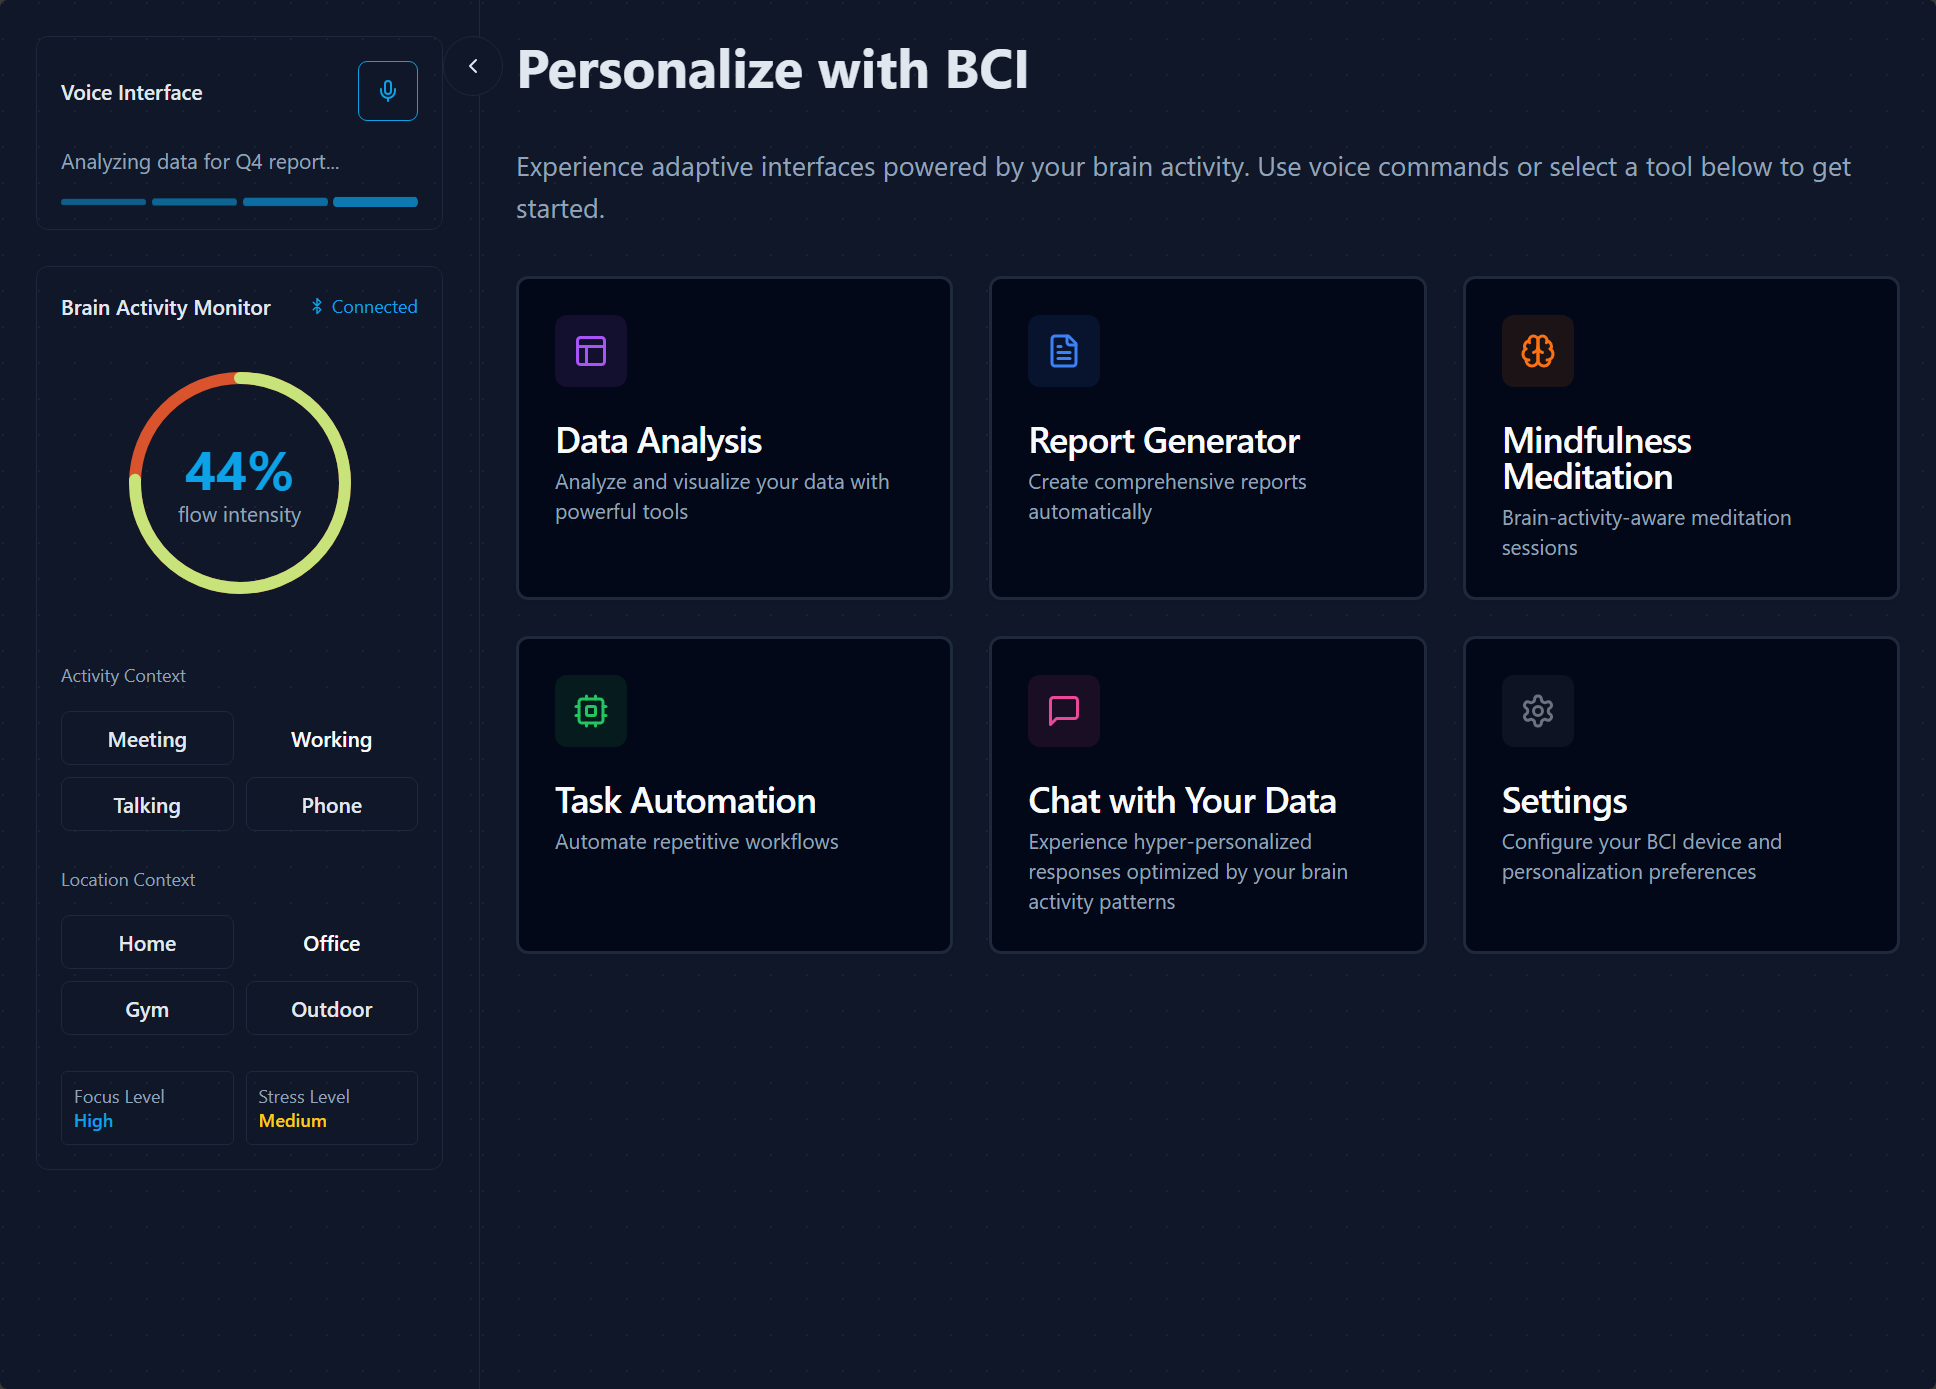 Voice Interface
Analyzing data for Q4 report...
Brain Activity Monitor
Connected
44%
flow intensity
Activity Context
Meeting
Working
Talking
Phone
Location Context
Home
Office
Gym
Outdoor
Focus Level
High
Stress Level
Medium
Personalize with BCI
Experience adaptive interfaces powered by your brain activity. Use voice commands or select a tool below to get
started.
Data Analysis
Analyze and visualize your data with
powerful tools
Report Generator
Create comprehensive reports
automatically
Mindfulness
Meditation
Brain-activity-aware meditation
sessions
Task Automation
Automate repetitive workflows
Chat with Your Data
Experience hyper-personalized
responses optimized by your brain
activity patterns
Settings
Configure your BCI device and
personalization preferences